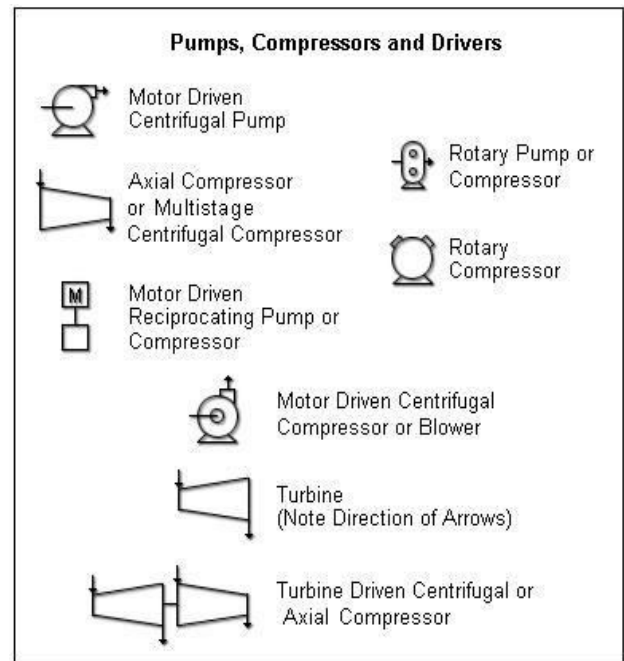 Pumps, Compressors and Drivers
Motor Driven
Centrifugal Pump
Rotary Pump or
Compressor
Axial Compressor
or Multistage
Centrifugal Compressor
Rotary
Compressor
M
Motor Driven
Reciprocating Pump or
Compressor
Motor Driven Centrifugal
Compressor or Blower
Turbine
(Note Direction of Arrows)
Turbine Driven Centrifugal or
Axial Compressor